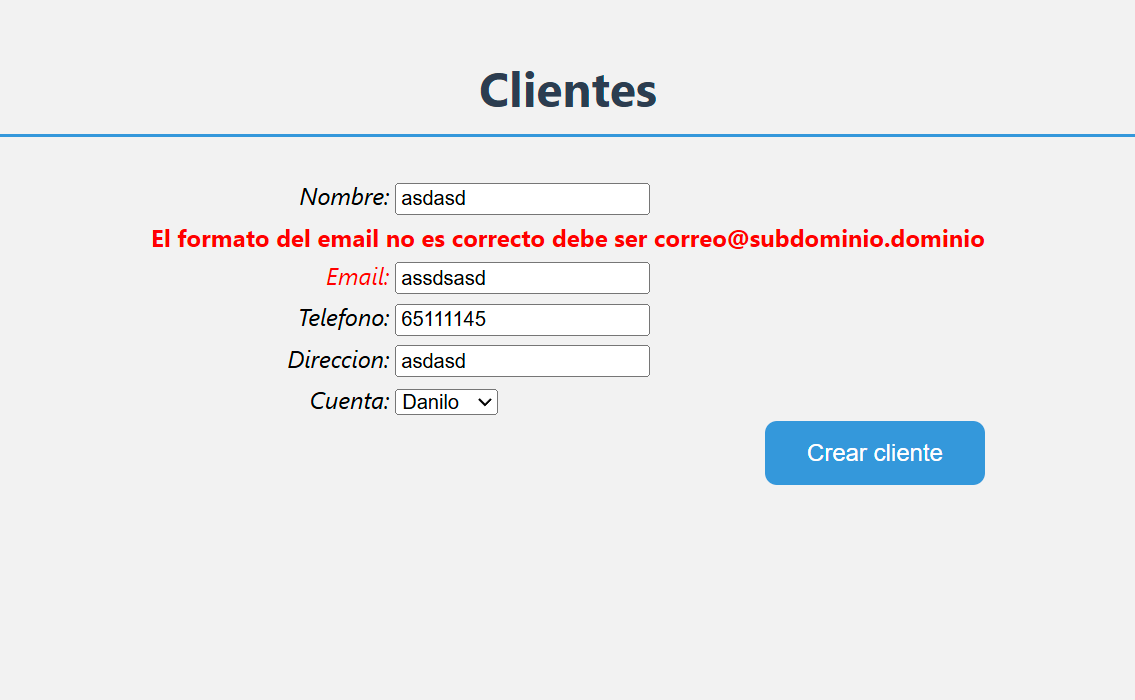 Clientes
Nombre: asdasd
El formato del email no es correcto debe ser correo@subdominio.dominio
Email: assdsasd
Telefono: 65111145
Direccion: asdasd
Cuenta: Danilo
Crear cliente